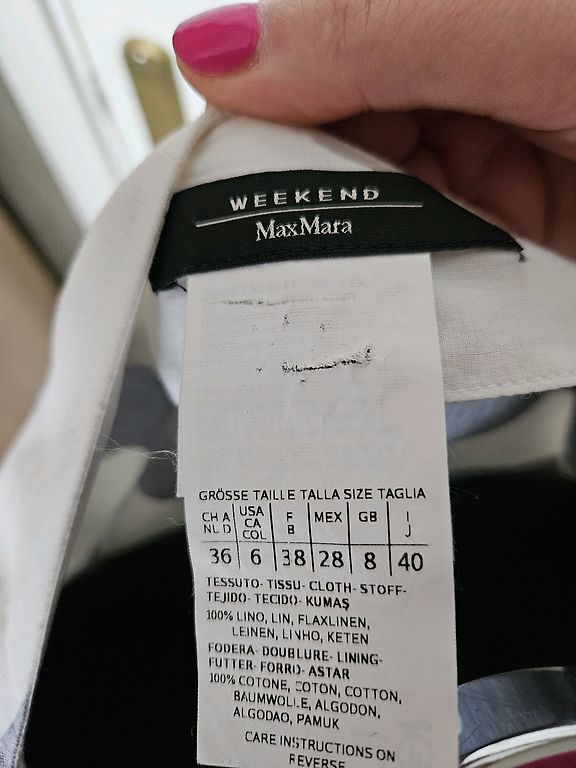 WEEKEND
MaxMara
GRÖSSE TAILLE TALLA SIZE TAGLIA
CH A NL D
USA CA COL
F B
MEX
GB
I J
36 6 38 28 8 40
TESSUTO- TISSU- CLOTH- STOFF-
TEJIDO- TECIDO- KUMAŞ
100% LINO, LIN, FLAXLINEN,
LEINEN, LINHO, KETEN
FODERA- DOUBLURE- LINING-
FUTTER- FORRO- ASTAR
100% COTONE, COTON, COTTON,
BAUMWOLLE, ALGODON,
ALGODAO, PAMUK
CARE INSTRUCTIONS ON
REVERSE